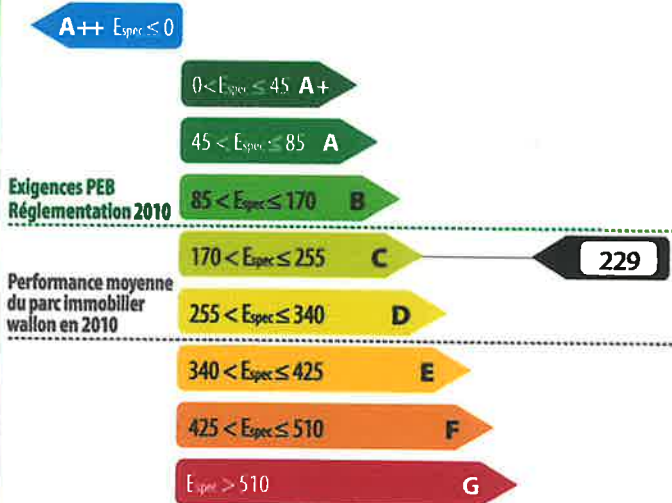 A++ Espec ≤ 0
0 < Espec ≤ 45 A+
45 < Espec ≤ 85 A
Exigences PEB
Réglementation 2010
85 < Espec ≤ 170 B
170 < Espec ≤ 255 C
229
Performance moyenne
du parc immobilier
wallon en 2010
255 < Espec ≤ 340 D
340 < Espec ≤ 425 E
425 < Espec ≤ 510 F
Espec > 510 G